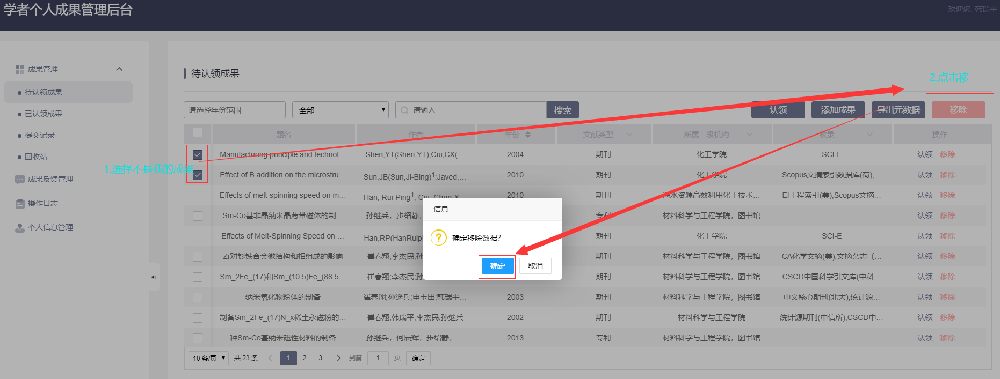 学者个人成果管理后台
欢迎您: 韩瑞平
成果管理
待认领成果
已认领成果
提交记录
回收站
成果反馈管理
操作日志
个人信息管理
待认领成果
2.点击移
请选择年份范围 全部 请输入 搜索 认领 添加成果 导出元数据 移除
题名 作者 年份 文献类型 所属二级机构 收录 操作
Manufacturing principle and technol... Shen,YT(Shen,YT);Cui,CX(... 2004 期刊 化工学院 SCI-E 认领 移除
1.选择不是我的成果
Effect of B addition on the microstru... Sun,JB(Sun,Ji-Bing)1;Javed,... 2010 期刊 化工学院 Scopus文摘索引数据库(荷),... 认领 移除
Effects of melt-spinning speed on m... Han, Rui-Ping1; Cui, Chun X 2010 期刊 海水资源高效利用化工技术... EI工程索引(美),Scopus文摘... 认领 移除
Sm-Co基非晶纳米晶薄带磁体的制... 孙继兵，步绍静， 专利 材料科学与工程学院，图书馆 认领 移除
Effects of Melt-Spinning Speed on ... Han,RP(HanRuip 期刊 化工学院 SCI-E 认领 移除
Zr对钐铁合金微结构和相组成的影响 崔春翔;李杰民;孙 期刊 材料科学与工程学院，图书馆 CA化学文摘(美),文摘杂志（... 认领 移除
Sm_2Fe_(17)和Sm_(10.5)Fe_(88.5... 崔春翔;李杰民;孙 期刊 材料科学与工程学院，图书馆 CSCD中国科学引文库(中科... 认领 移除
纳米氧化物粉体的制备 崔春翔;孙继兵;申玉田;韩瑞平... 2003 期刊 材料科学与工程学院，图书馆 中文核心期刊(北大),统计源... 认领 移除
制备Sm_2Fe_(17)N_x稀土永磁粉的... 崔春翔;韩瑞平;李杰民;孙继兵 2002 期刊 材料科学与工程学院 统计源期刊(中信所),CSCD中... 认领 移除
一种Sm-Co基纳米磁性材料的制备... 孙继兵，何辰辉，步绍静，... 2013 专利 材料科学与工程学院，图书馆 认领 移除
信息
确定移除数据?
确定 取消
10 条/页 共 23 条 1 2 3 到第 1 页 确定